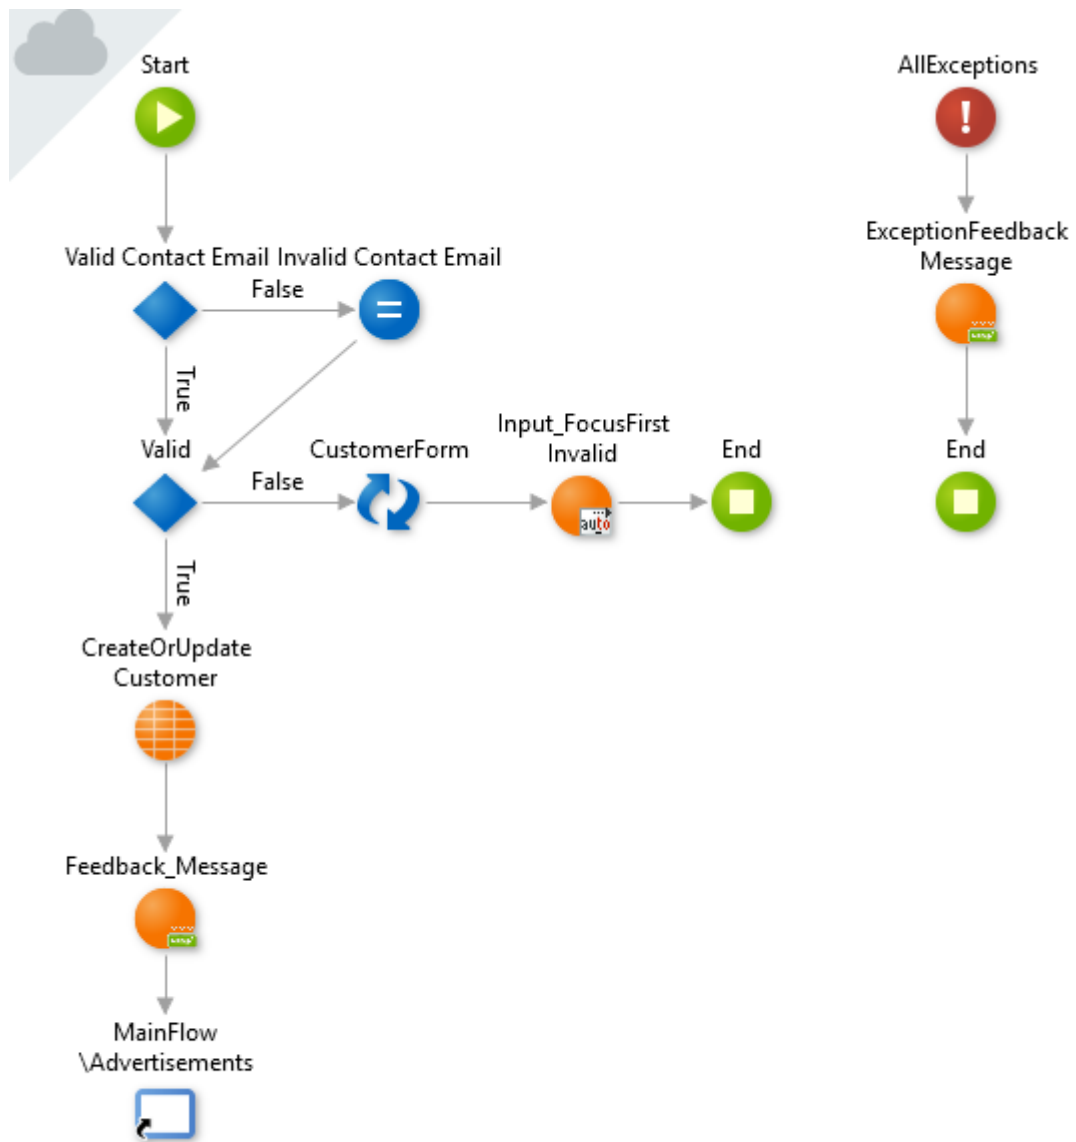 Start
AllExceptions
ExceptionFeedback
Message
Valid Contact Email Invalid Contact Email
False
True
Valid
False
CustomerForm
Input_FocusFirst
Invalid
auto
End
End
True
CreateOrUpdate
Customer
Feedback_Message
MainFlow
\Advertisements